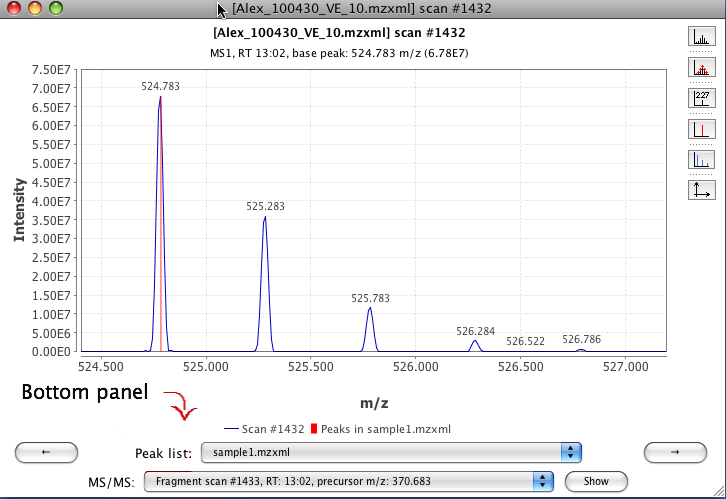 [Alex_100430_VE_10.mzxml] scan #1432
[Alex_100430_VE_10.mzxml] scan #1432
MS1, RT 13:02, base peak: 524.783 m/z (6.78E7)
7.50E7
7.00E7
6.50E7
6.00E7
5.50E7
5.00E7
4.50E7
4.00E7
3.50E7
3.00E7
2.50E7
2.00E7
1.50E7
1.00E7
5.00E6
0.00E0
Intensity
524.783
525.283
525.783
526.284
526.522
526.786
227
524.500 525.000 525.500 526.000 526.500 527.000
m/z
Bottom panel
Scan #1432 Peaks in sample1.mzxml
← Peak list: sample1.mzxml →
MS/MS: Fragment scan #1433, RT: 13:02, precursor m/z: 370.683 Show